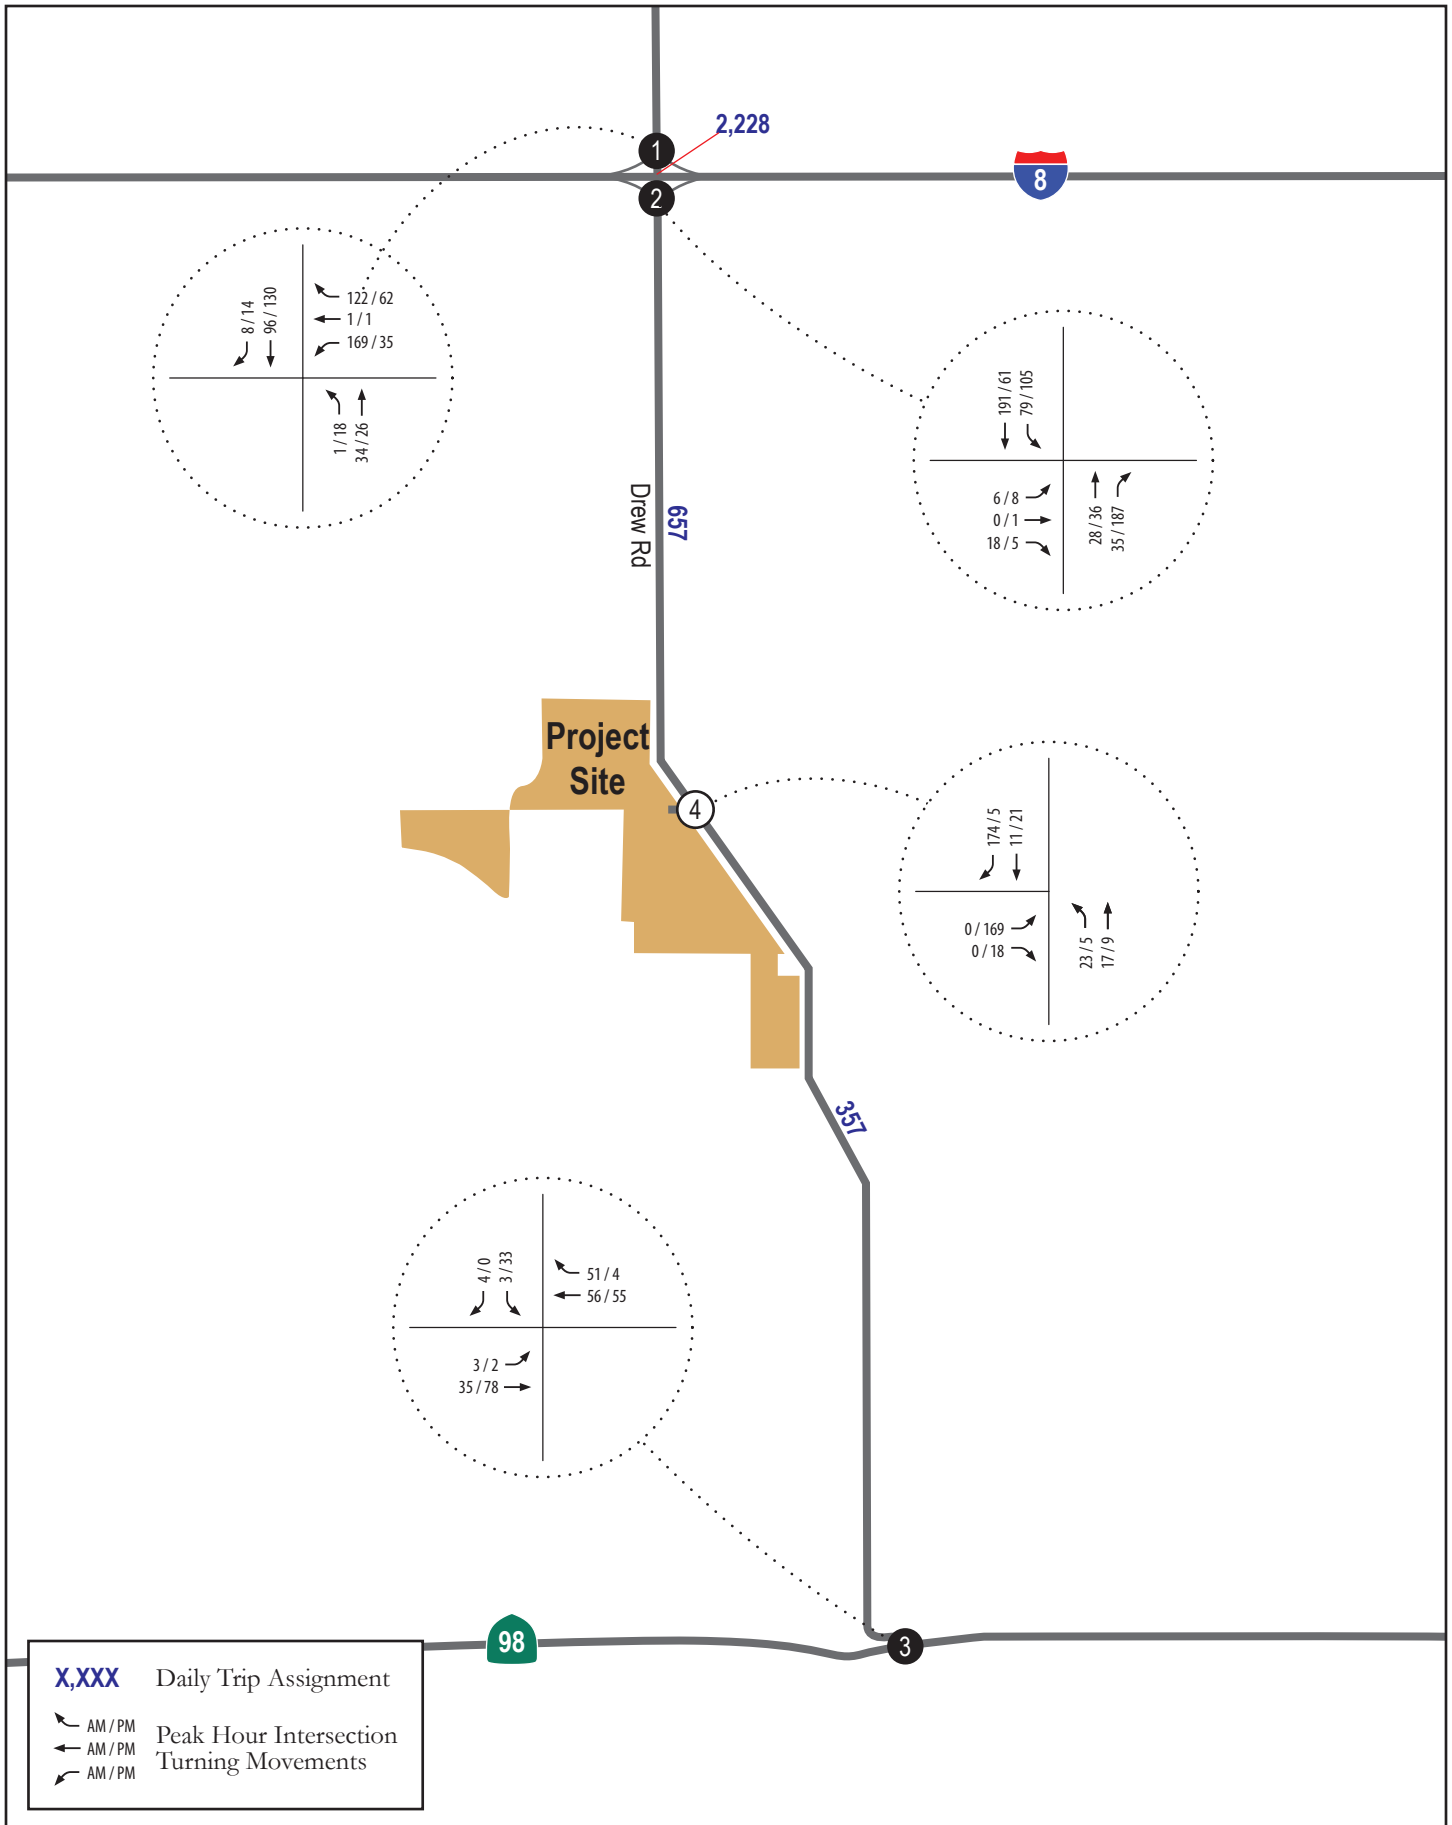 1
2,228
8
2
8 / 14
96 / 130
122 / 62
1 / 1
169 / 35
1 / 18
34 / 26
191 / 61
79 / 105
6 / 8
0 / 1
18 / 5
28 / 36
35 / 187
Drew Rd
657
Project
Site
4
174 / 5
11 / 21
0 / 169
0 / 18
23 / 5
17 / 9
357
4 / 0
3 / 33
51 / 4
56 / 55
3 / 2
35 / 78
98
3
X,XXX Daily Trip Assignment
AM / PM
AM / PM
AM / PM
Peak Hour Intersection
Turning Movements